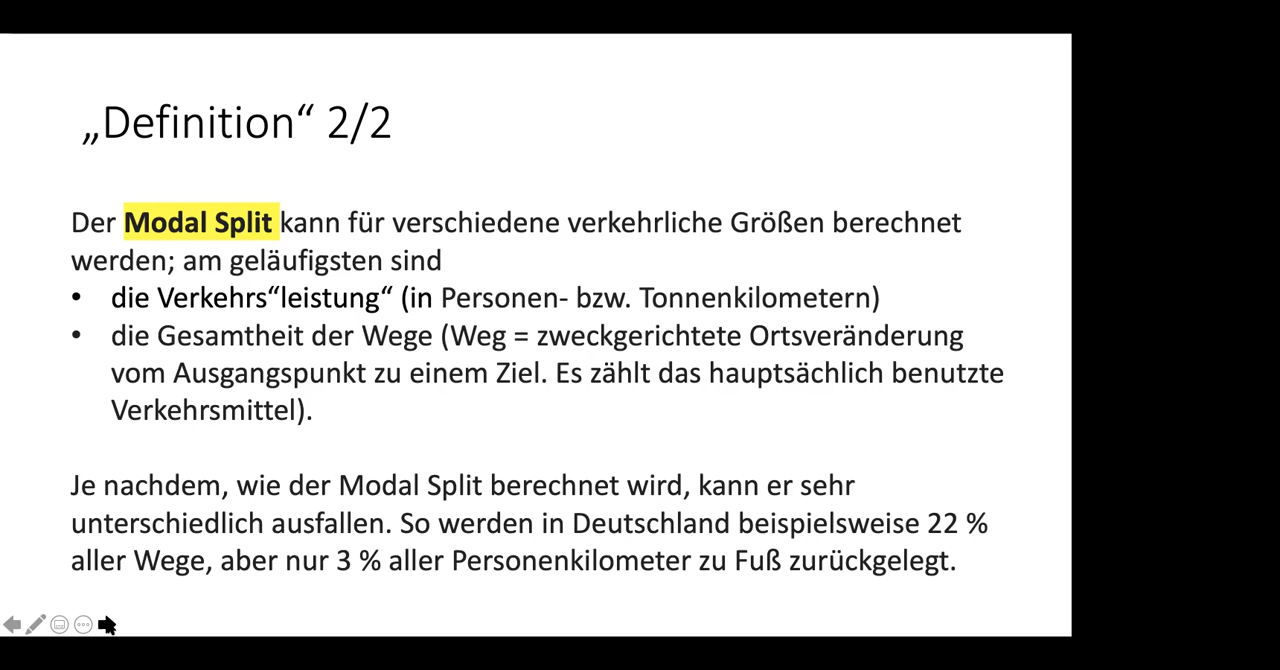 „Definition“ 2/2
Der Modal Split kann für verschiedene verkehrliche Größen berechnet
werden; am geläufigsten sind
• die Verkehrs“leistung“ (in Personen- bzw. Tonnenkilometern)
• die Gesamtheit der Wege (Weg = zweckgerichtete Ortsveränderung
vom Ausgangspunkt zu einem Ziel. Es zählt das hauptsächlich benutzte
Verkehrsmittel).
Je nachdem, wie der Modal Split berechnet wird, kann er sehr
unterschiedlich ausfallen. So werden in Deutschland beispielsweise 22 %
aller Wege, aber nur 3 % aller Personenkilometer zu Fuß zurückgelegt.